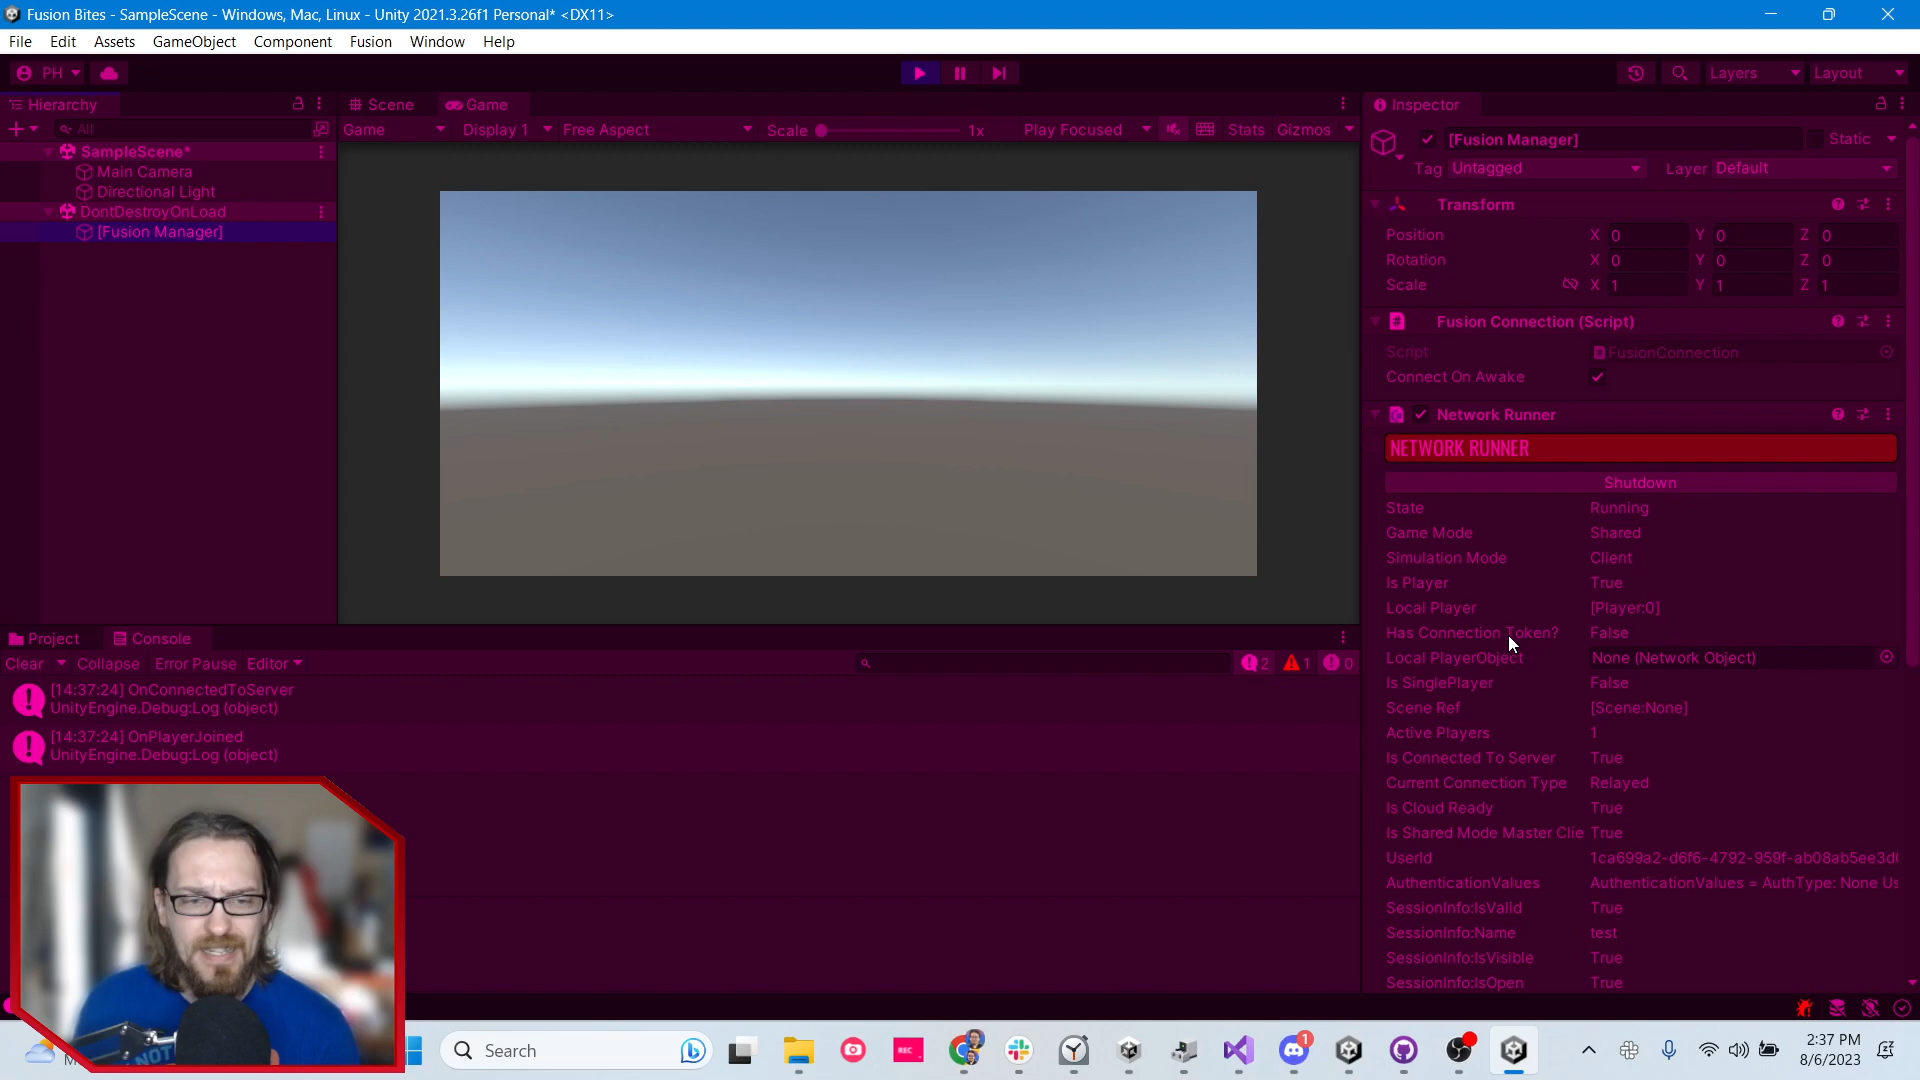 Fusion Bites - SampleScene - Windows, Mac, Linux - Unity 2021.3.26f1 Personal* <DX11>
File Edit Assets GameObject Component Fusion Window Help
PH Layers Layout
Hierarchy
All
SampleScene*
Main Camera
Directional Light
DontDestroyOnLoad
[Fusion Manager]
Scene Game
Game Display 1 Free Aspect Scale 1x Play Focused Stats Gizmos
Inspector
[Fusion Manager] Static
Tag Untagged Layer Default
Transform
Position X 0 Y 0 Z 0
Rotation X 0 Y 0 Z 0
Scale X 1 Y 1 Z 1
Fusion Connection (Script)
Script FusionConnection
Connect On Awake
Network Runner
NETWORK RUNNER
Shutdown
State Running
Game Mode Shared
Simulation Mode Client
Is Player True
Local Player [Player:0]
Has Connection Token? False
Local PlayerObject None (Network Object)
Is SinglePlayer False
Scene Ref [Scene:None]
Active Players 1
Is Connected To Server True
Current Connection Type Relayed
Is Cloud Ready True
Is Shared Mode Master Clie True
UserId 1ca699a2-d6f6-4792-959f-ab08ab5ee3d
AuthenticationValues AuthenticationValues = AuthType: None Us
SessionInfo:IsValid True
SessionInfo:Name test
SessionInfo:IsVisible True
SessionInfo:IsOpen True
Project Console
Clear Collapse Error Pause Editor 2 1 0
[14:37:24] OnConnectedToServer
UnityEngine.Debug:Log (object)
[14:37:24] OnPlayerJoined
UnityEngine.Debug:Log (object)
NOT
Search
REC
1
2:37 PM
8/6/2023